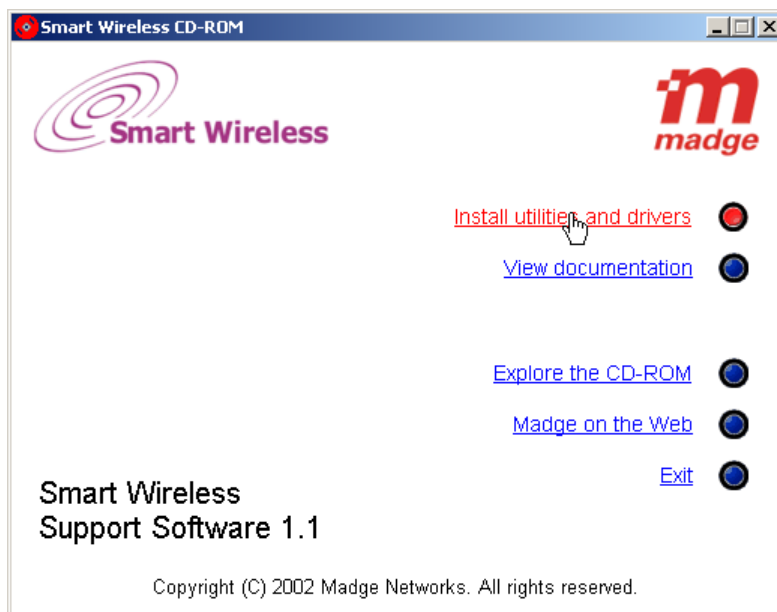 Smart Wireless CD-ROM
Smart Wireless
madge
Install utilities and drivers
View documentation
Explore the CD-ROM
Madge on the Web
Exit
Smart Wireless
Support Software 1.1
Copyright (C) 2002 Madge Networks. All rights reserved.